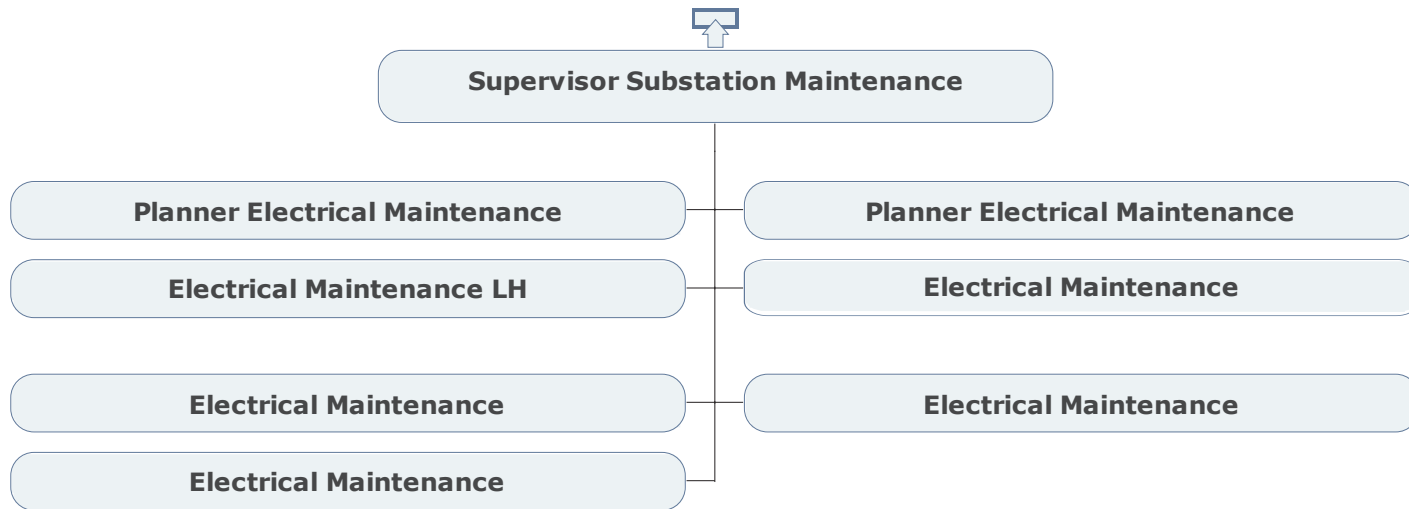 Supervisor Substation Maintenance
Planner Electrical Maintenance
Planner Electrical Maintenance
Electrical Maintenance LH
Electrical Maintenance
Electrical Maintenance
Electrical Maintenance
Electrical Maintenance